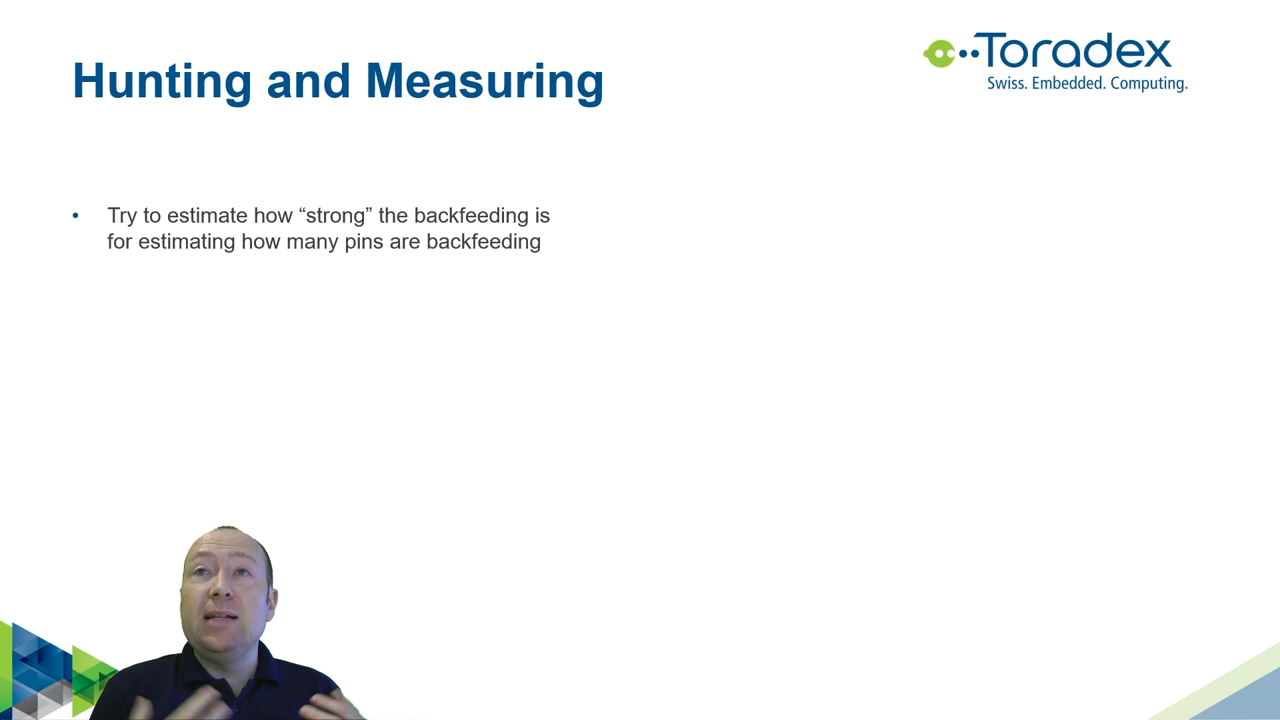 Hunting and Measuring
Toradex
Swiss. Embedded. Computing.
• Try to estimate how “strong” the backfeeding is
for estimating how many pins are backfeeding